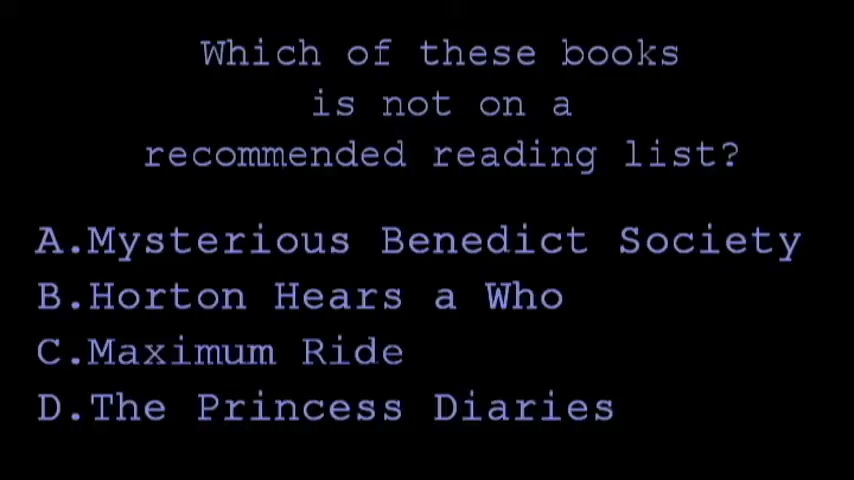 Which of these books
is not on a
recommended reading list?
A.Mysterious Benedict Society
B.Horton Hears a Who
C.Maximum Ride
D.The Princess Diaries